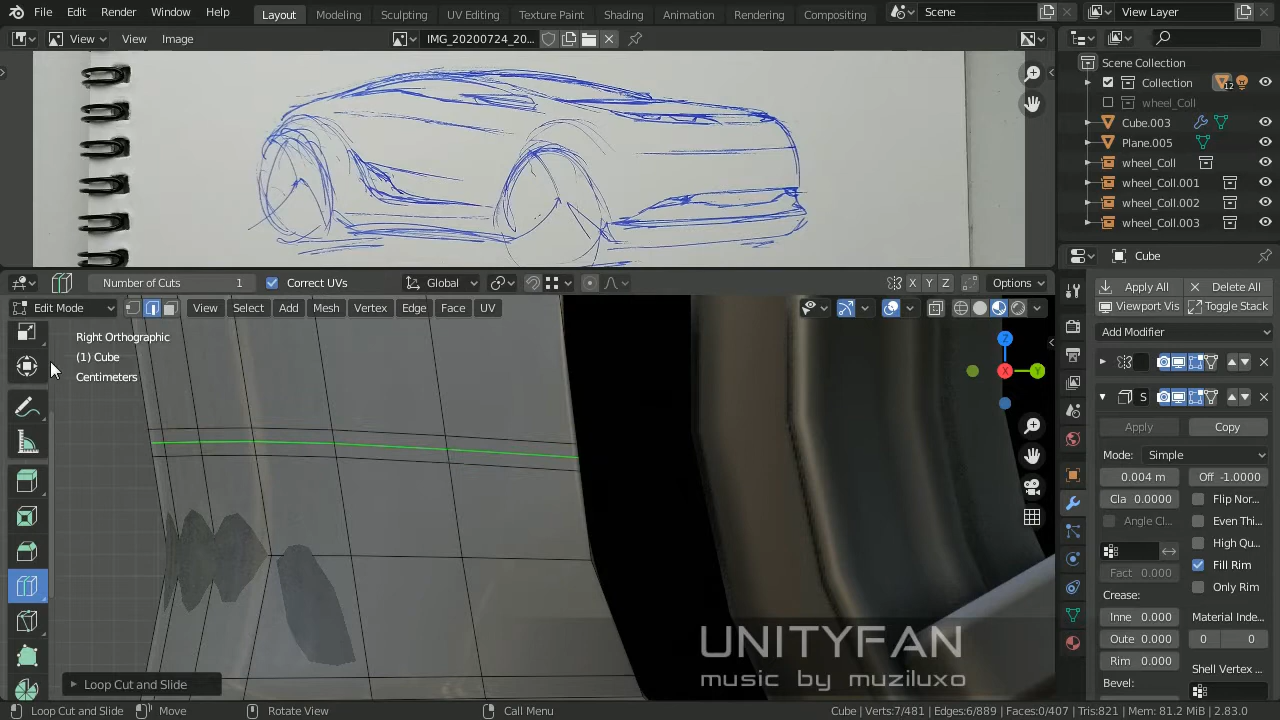 File Edit Render Window Help Layout Modeling Sculpting UV Editing Texture Paint Shading Animation Rendering Compositing Scene View Layer
View View Image IMG_20200724_20...
Scene Collection
Collection 12
wheel_Coll
Cube.003
Plane.005
wheel_Coll
wheel_Coll.001
wheel_Coll.002
wheel_Coll.003
Number of Cuts 1 Correct UVs Global X Y Z Options
Edit Mode View Select Add Mesh Vertex Edge Face UV
Right Orthographic
(1) Cube
Centimeters
Z
X Y
Cube
Apply All Delete All
Viewport Vis Toggle Stack
Add Modifier
S
Apply Copy
Mode: Simple
0.004 m Off -1.0000
Cla 0.0000 Flip Nor...
Angle Cl... Even Thi...
High Qu...
Fact 0.000 Fill Rim
Only Rim
Crease:
Inne 0.000 Material Inde...
Oute 0.000 0 0
Rim 0.000 Shell Vertex ...
Bevel:
UNITYFAN
music by muziluxo
Loop Cut and Slide
Loop Cut and Slide Move Rotate View Call Menu Cube | Verts:7/481 | Edges:6/889 | Faces:0/407 | Tris:821 | Mem: 81.2 MiB | 2.83.0